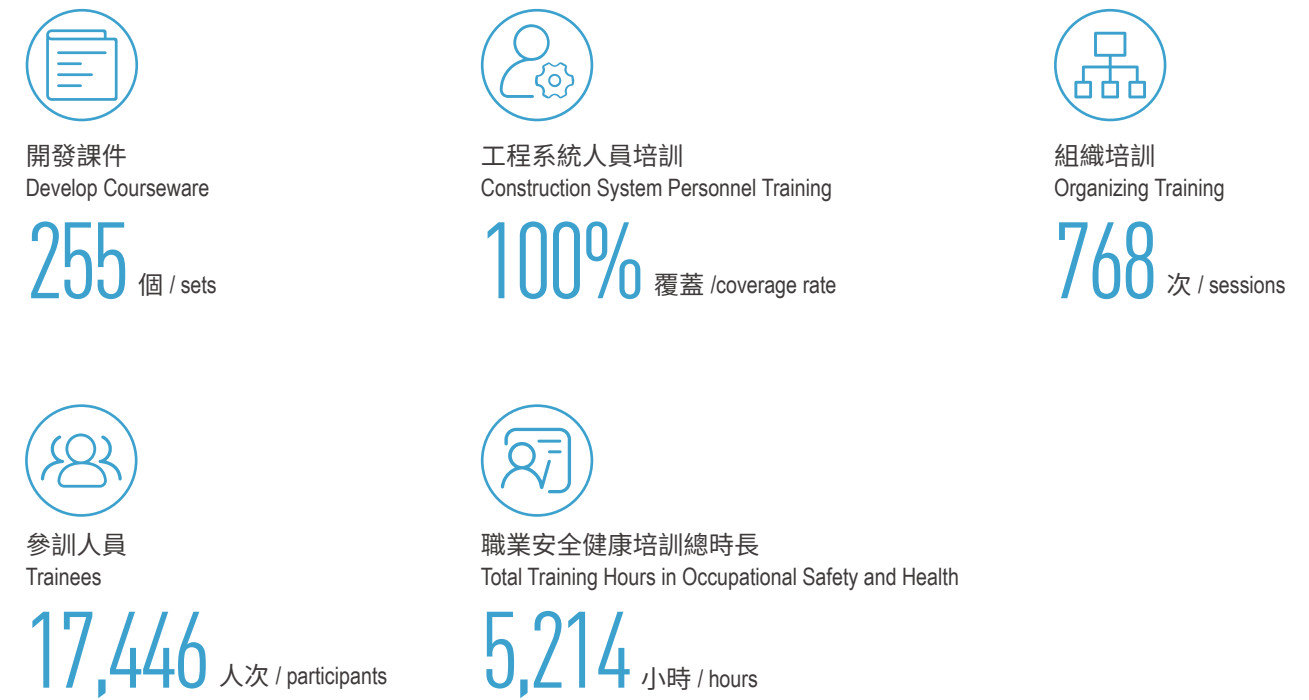 開發課件
Develop Courseware
255 個 / sets
工程系統人員培訓
Construction System Personnel Training
100% 覆蓋 /coverage rate
組織培訓
Organizing Training
768 次 / sessions
參訓人員
Trainees
17,446 人次 / participants
職業安全健康培訓總時長
Total Training Hours in Occupational Safety and Health
5,214 小時 / hours